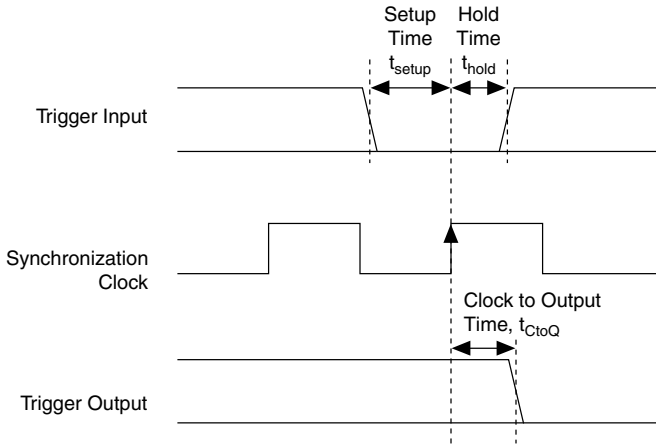 Setup
Time
tsetup
Hold
Time
thold
Trigger Input
Synchronization
Clock
Clock to Output
Time, tCtoQ
Trigger Output